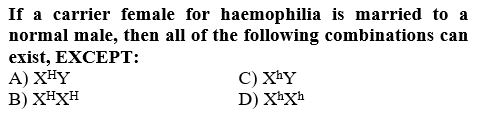 If a carrier female for haemophilia is married to a
normal male, then all of the following combinations can
exist, EXCEPT:
A) XᴴY C) XʰY
B) XᴴXᴴ D) XʰXʰ